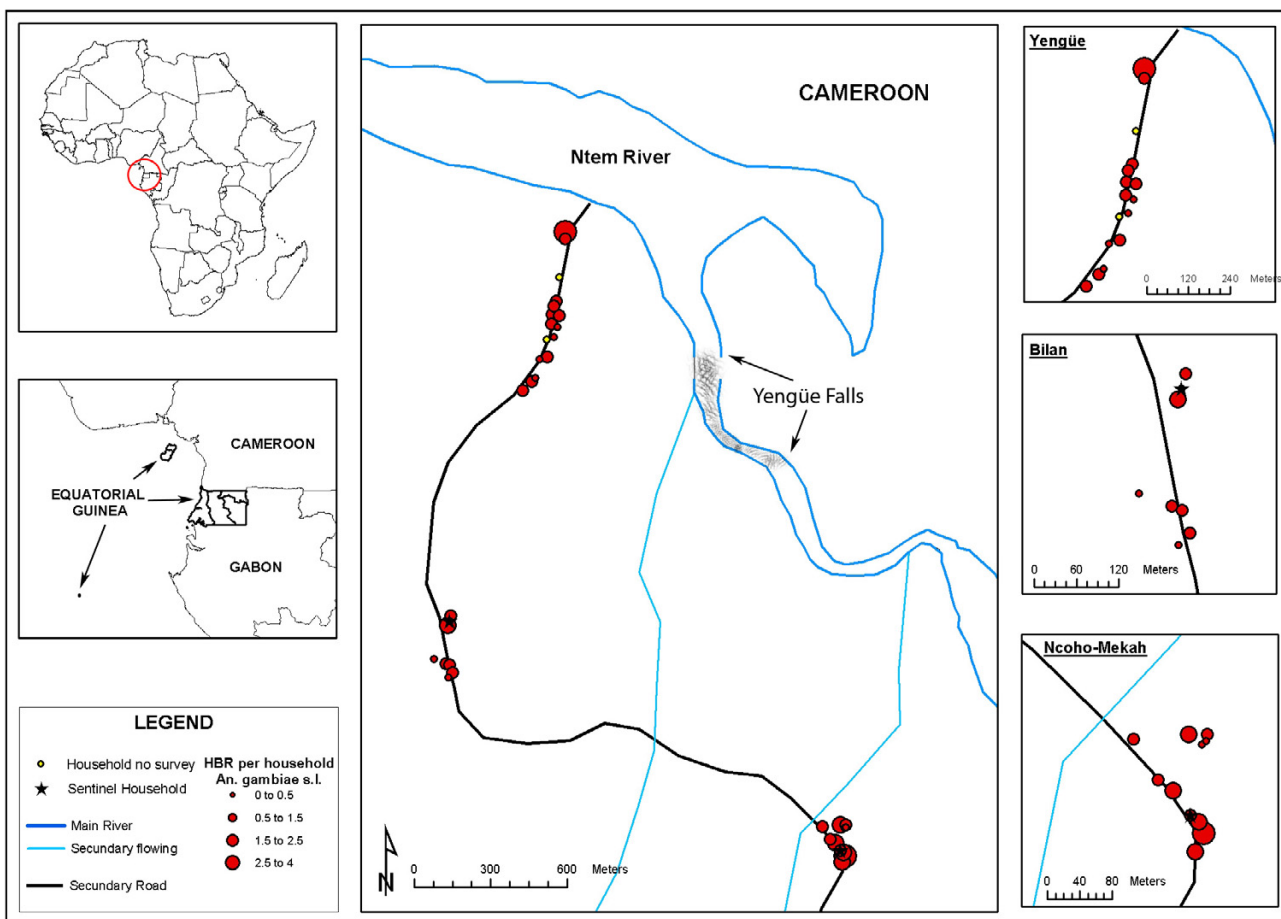 CAMEROON
EQUATORIAL
GUINEA
GABON
LEGEND
Household no survey
Sentinel Household
Main River
Secundary flowing
Secundary Road
HBR per household
An. gambiae s.l.
0 to 0.5
0.5 to 1.5
1.5 to 2.5
2.5 to 4
CAMEROON
Ntem River
Yengüe Falls
N
0 150 300 600
Meters
Yengüe
0 120 240 Meters
Bilan
0 60 120 Meters
Ncoho-Mekah
0 40 80 Meters